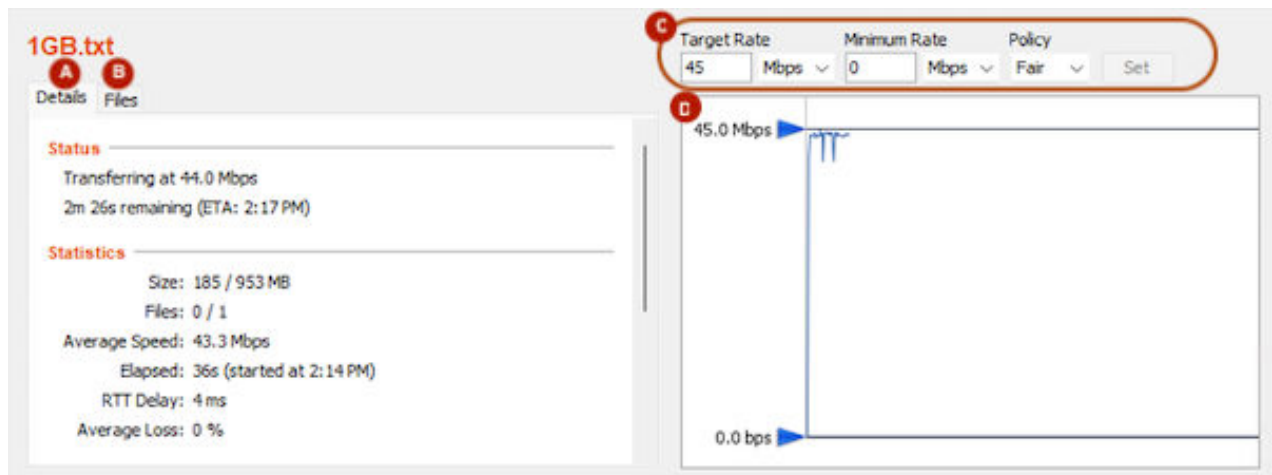 1GB.txt
A
B
Details
Files
Status
Transferring at 44.0 Mbps
2m 26s remaining (ETA: 2:17 PM)
Statistics
Size: 185 / 953 MB
Files: 0 / 1
Average Speed: 43.3 Mbps
Elapsed: 36s (started at 2:14 PM)
RTT Delay: 4 ms
Average Loss: 0 %
C
Target Rate Minimum Rate Policy
45 Mbps 0 Mbps Fair Set
D
45.0 Mbps
0.0 bps